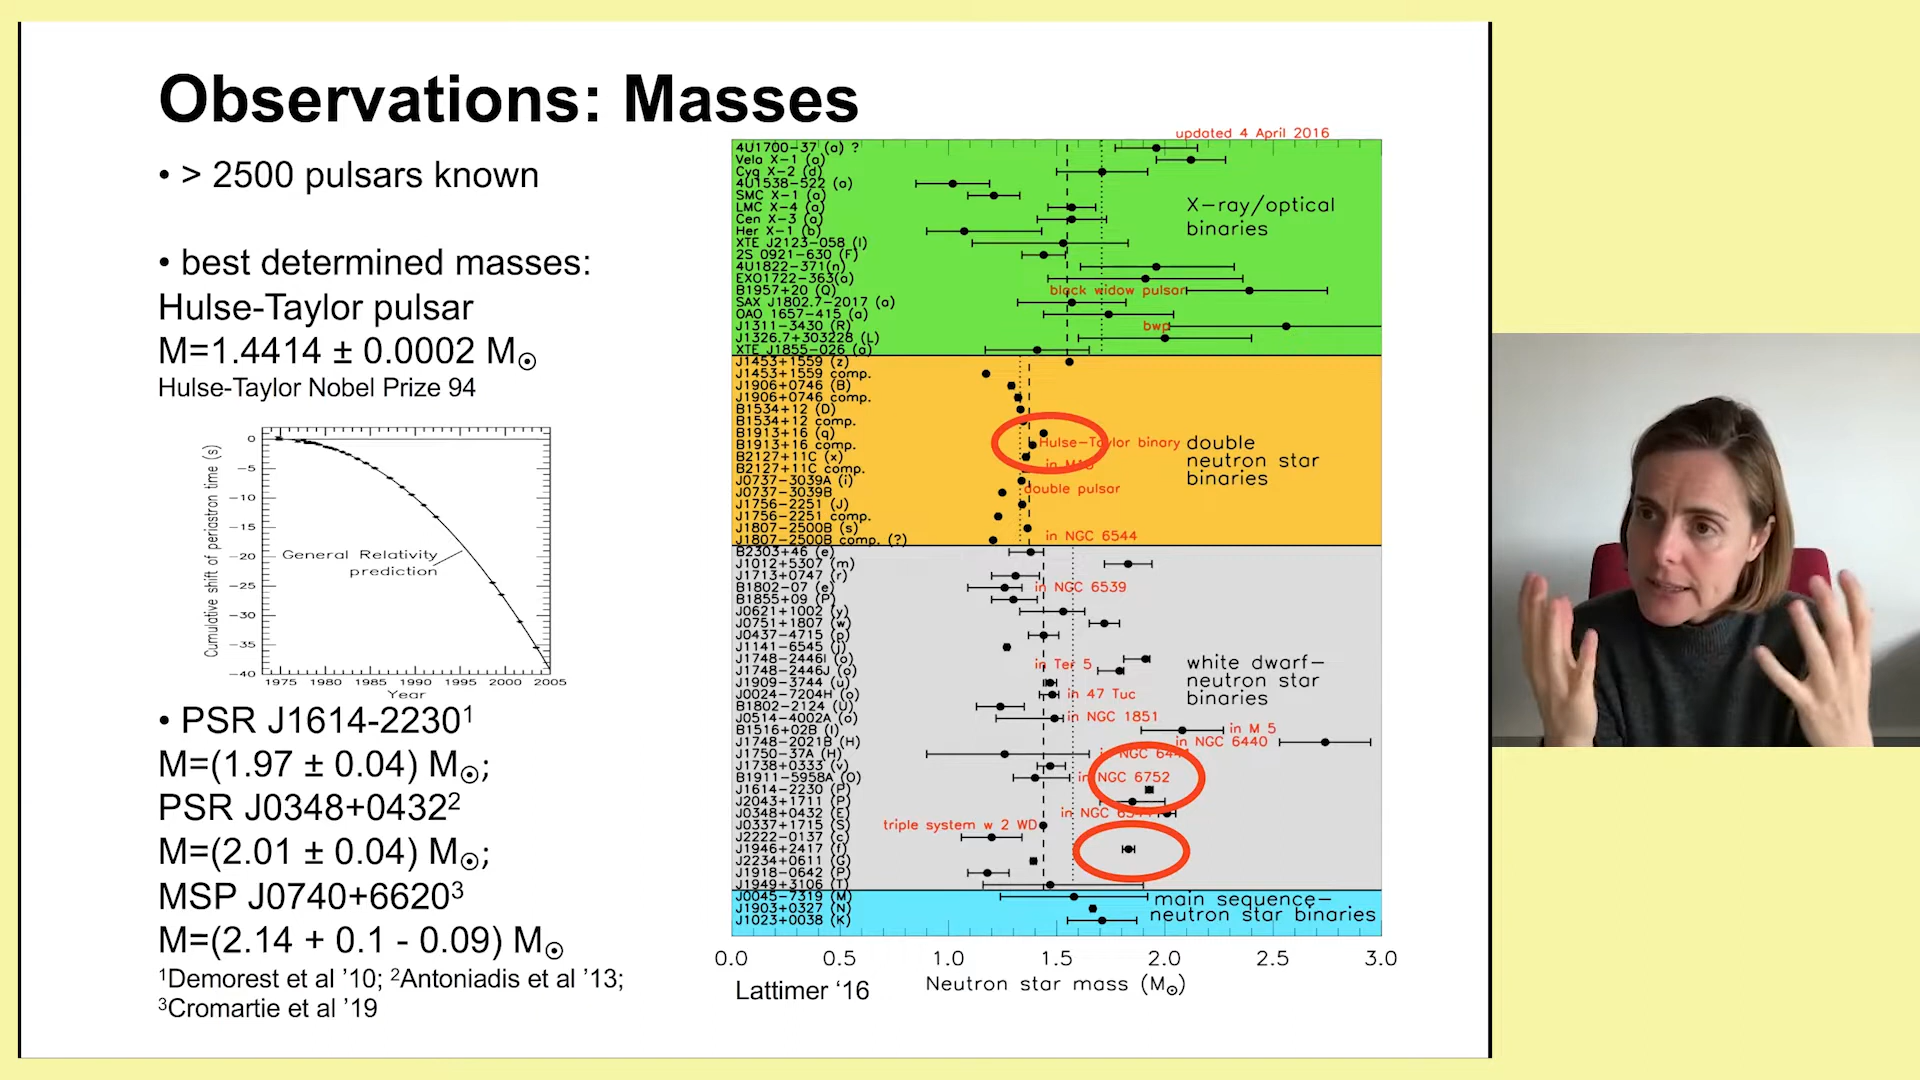 Observations: Masses
• > 2500 pulsars known
• best determined masses:
Hulse-Taylor pulsar
M=1.4414 ± 0.0002 M⊙
Hulse-Taylor Nobel Prize 94
Cumulative shift of periastron time (s)
0
−5
−10
−15
−20
−25
−30
−35
−40
General Relativity
prediction
1975 1980 1985 1990 1995 2000 2005
Year
• PSR J1614-2230¹
M=(1.97 ± 0.04) M⊙;
PSR J0348+0432²
M=(2.01 ± 0.04) M⊙;
MSP J0740+6620³
M=(2.14 + 0.1 - 0.09) M⊙
¹Demorest et al ’10; ²Antoniadis et al ’13;
³Cromartie et al ’19
updated 4 April 2016
4U1700−37 (a) ?
Vela X−1 (a)
Cyg X−2 (d)
4U1538−522 (a)
SMC X−1 (a)
LMC X−4 (a)
Cen X−3 (a)
Her X−1 (b)
XTE J2123−058 (l)
2S 0921−630 (F)
4U1822−371(n)
EXO1722−363(a)
B1957+20 (Q) black widow pulsar
SAX J1802.7−2017 (a)
OAO 1657−415 (a)
J1311−3430 (R) bwp
J1326.7+303228 (L)
XTE J1855−026 (a)
X−ray/optical
binaries
J1453+1559 (z)
J1453+1559 comp.
J1906+0746 (B)
J1906+0746 comp.
B1534+12 (D)
B1534+12 comp.
B1913+16 (q)
B1913+16 comp. Hulse−Taylor binary
B2127+11C (x)
B2127+11C comp. in
J0737−3039A (i)
J0737−3039B double pulsar
J1756−2251 (J)
J1756−2251 comp.
J1807−2500B (s)
J1807−2500B comp. (?) in NGC 6544
double
neutron star
binaries
B2303+46 (e)
J1012+5307 (m)
J1713+0747 (r)
B1802−07 (e) in NGC 6539
B1855+09 (P)
J0621+1002 (y)
J0751+1807 (w)
J0437−4715 (p)
J1141−6545 (j)
J1748−2446I (o) in Ter 5
J1748−2446J (o)
J1909−3744 (u)
J0024−7204H (o) in 47 Tuc
B1802−2124 (U)
J0514−4002A (o) in NGC 1851
B1516+02B (I) in M 5
J1748−2021B (H) in NGC 6440
J1750−37A (H) NGC
J1738+0333 (v)
B1911−5958A (O) in NGC 6752
J1614−2230 (P)
J2043+1711 (P)
J0348+0432 (E) in NGC
J0337+1715 (S) triple system w 2 WD
J2222−0137 (c)
J1946+2417 (f)
J2234+0611 (G)
J1918−0642 (P)
J1949+3106 (T)
white dwarf−
neutron star
binaries
J0045−7319 (M)
J1903+0327 (N)
J1023+0038 (K)
main sequence−
neutron star binaries
0.0 0.5 1.0 1.5 2.0 2.5 3.0
Neutron star mass (M⊙)
Lattimer ‘16